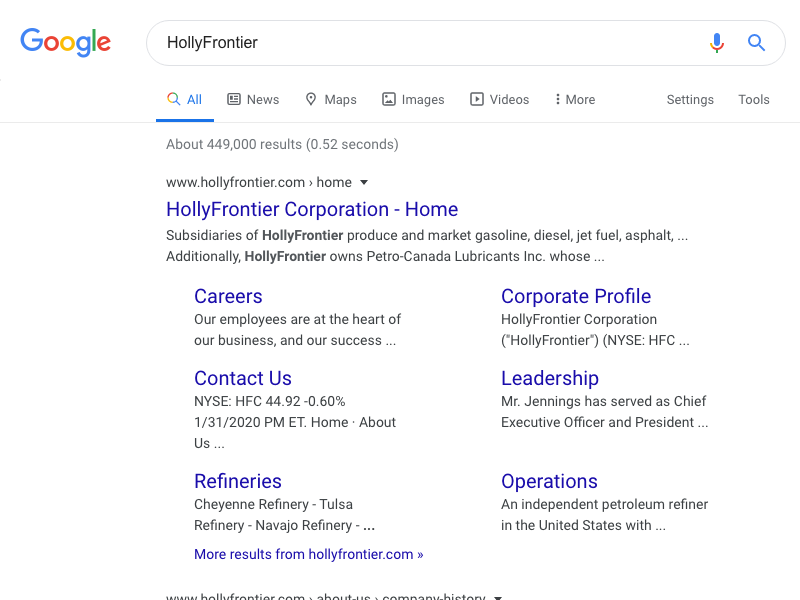 Google
HollyFrontier
All News Maps Images Videos More Settings Tools
About 449,000 results (0.52 seconds)
www.hollyfrontier.com › home
HollyFrontier Corporation - Home
Subsidiaries of HollyFrontier produce and market gasoline, diesel, jet fuel, asphalt, ...
Additionally, HollyFrontier owns Petro-Canada Lubricants Inc. whose ...
Careers
Our employees are at the heart of
our business, and our success ...
Corporate Profile
HollyFrontier Corporation
("HollyFrontier") (NYSE: HFC ...
Contact Us
NYSE: HFC 44.92 -0.60%
1/31/2020 PM ET. Home · About
Us ...
Leadership
Mr. Jennings has served as Chief
Executive Officer and President ...
Refineries
Cheyenne Refinery - Tulsa
Refinery - Navajo Refinery - ...
Operations
An independent petroleum refiner
in the United States with ...
More results from hollyfrontier.com »
www.hollyfrontier.com › about-us › company-history